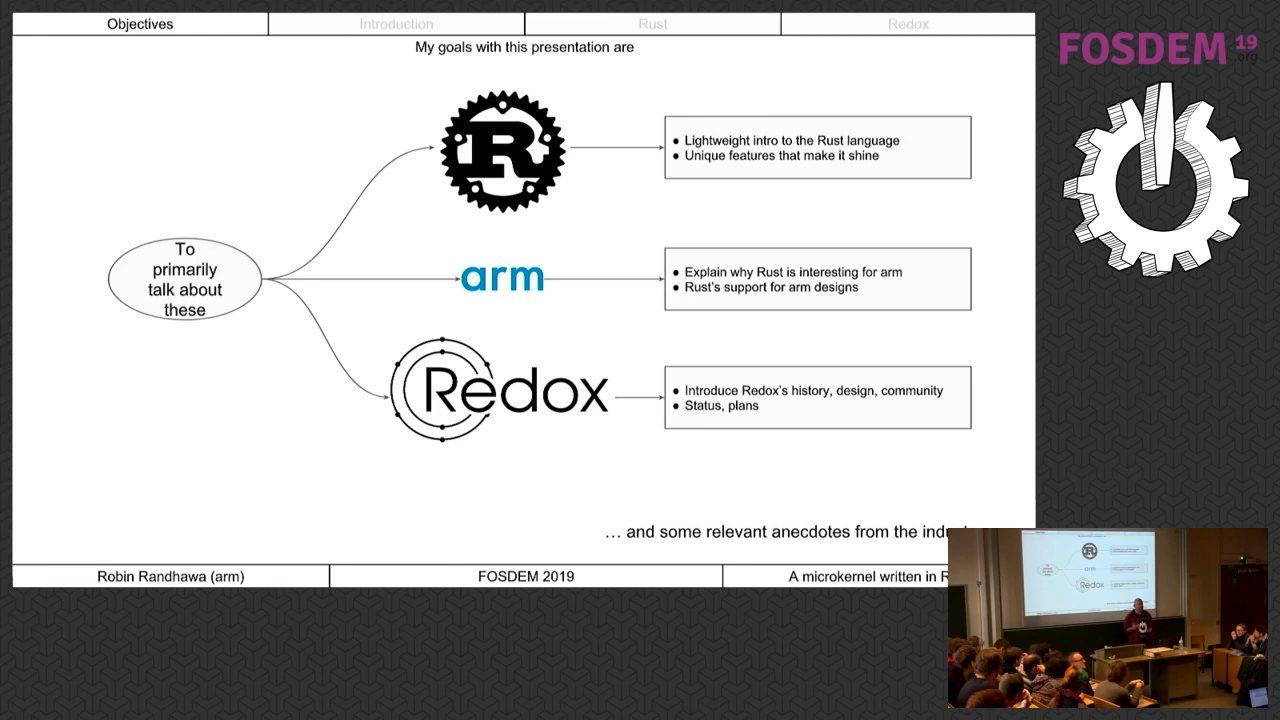 Objectives
Introduction
Rust
Redox
My goals with this presentation are
FOSDEM 19
.org
R
● Lightweight intro to the Rust language
● Unique features that make it shine
To
primarily
talk about
these
arm
● Explain why Rust is interesting for arm
● Rust's support for arm designs
Redox
● Introduce Redox's history, design, community
● Status, plans
… and some relevant anecdotes from the
Robin Randhawa (arm)
FOSDEM 2019
A microkernel written in